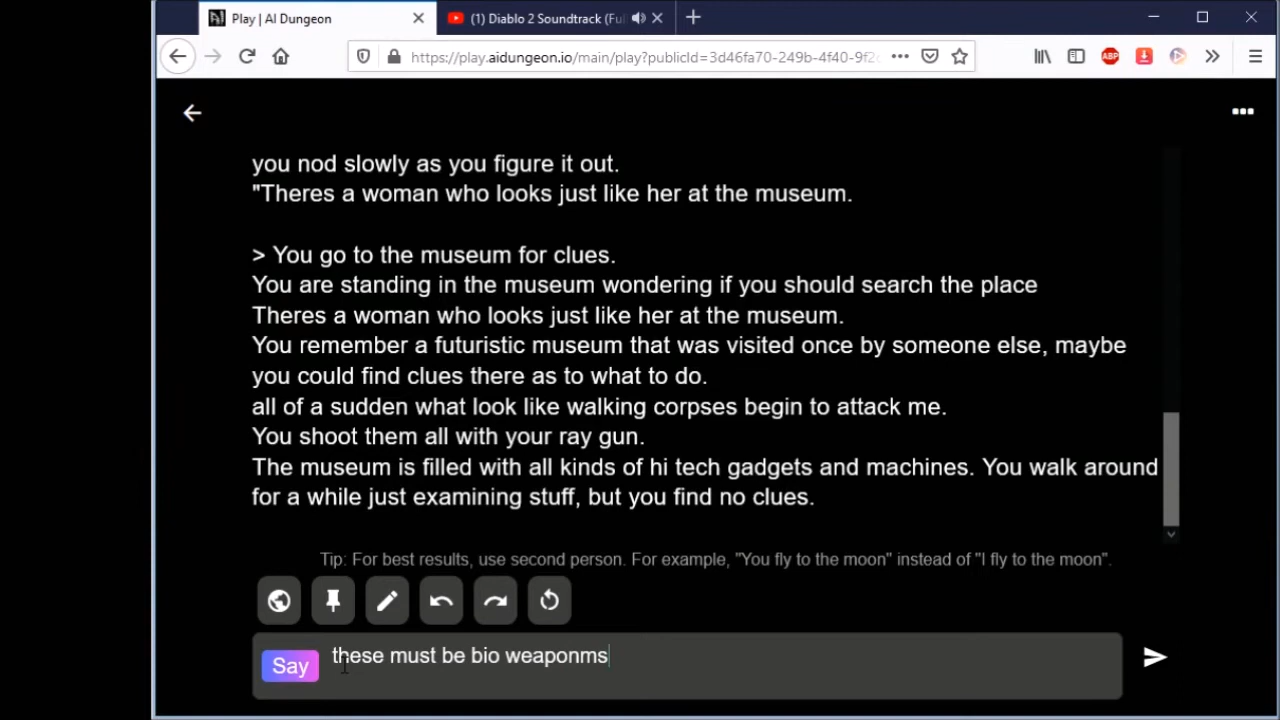 Play | AI Dungeon
(1) Diablo 2 Soundtrack (Ful
https://play.aidungeon.io/main/play?publicId=3d46fa70-249b-4f40-9f2
ABP
you nod slowly as you figure it out.
"Theres a woman who looks just like her at the museum.
> You go to the museum for clues.
You are standing in the museum wondering if you should search the place
Theres a woman who looks just like her at the museum.
You remember a futuristic museum that was visited once by someone else, maybe
you could find clues there as to what to do.
all of a sudden what look like walking corpses begin to attack me.
You shoot them all with your ray gun.
The museum is filled with all kinds of hi tech gadgets and machines. You walk around
for a while just examining stuff, but you find no clues.
Tip: For best results, use second person. For example, "You fly to the moon" instead of "I fly to the moon".
Say these must be bio weaponms